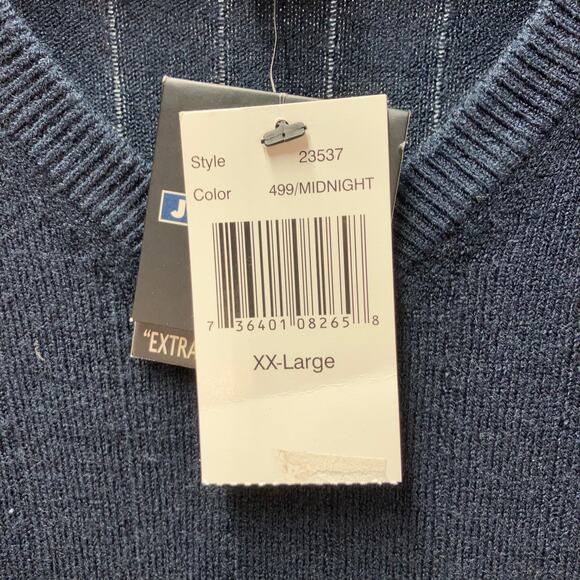 Style 23537
Color 499/MIDNIGHT
7 36401 08265 8
XX-Large
J
"EXTRA